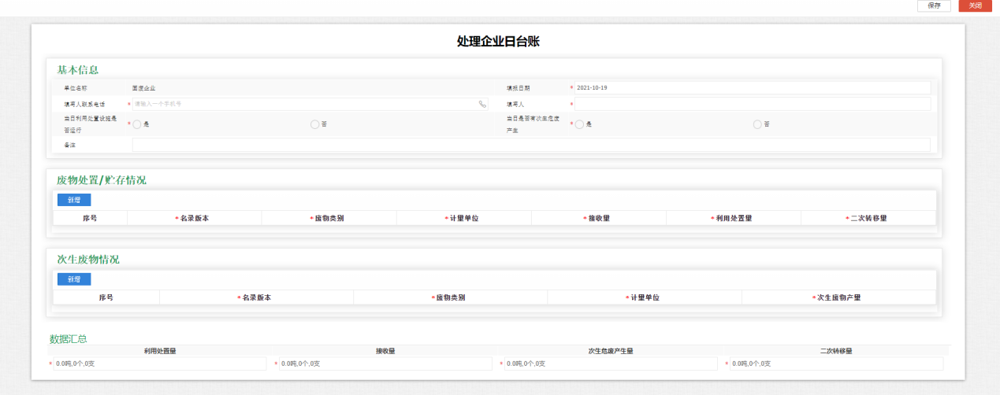 保存 关闭
处理企业日台账
基本信息
单位名称 国废企业 填报日期 * 2021-10-19
填写人联系电话 * 请输入一个手机号 填写人 *
当日利用处置设施是否运行 * 是 否 当日是否有次生危废产生 * 是 否
备注
废物处置/贮存情况
新增
序号 *名录版本 *废物类别 *计量单位 *接收量 *利用处置量 *二次转移量
次生废物情况
新增
序号 *名录版本 *废物类别 *计量单位 *次生废物产量
数据汇总
利用处置量 接收量 次生危废产生量 二次转移量
* 0.0吨,0个,0支 * 0.0吨,0个,0支 * 0.0吨,0个,0支 * 0.0吨,0个,0支